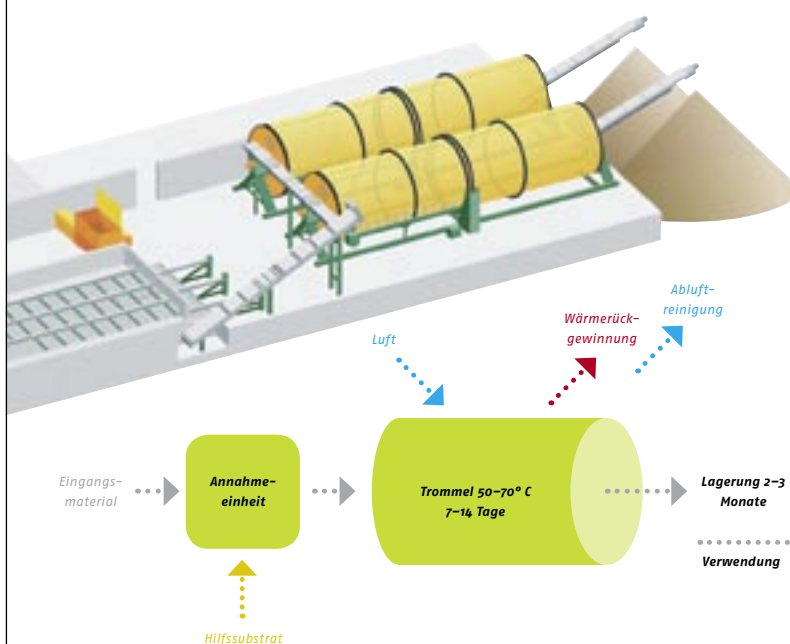 Abluft-
reinigung
Wärmerück-
gewinnung
Luft
Eingangs-
material
Annahme-
einheit
Trommel 50–70° C
7–14 Tage
Lagerung 2–3
Monate
Verwendung
Hilfssubstrat